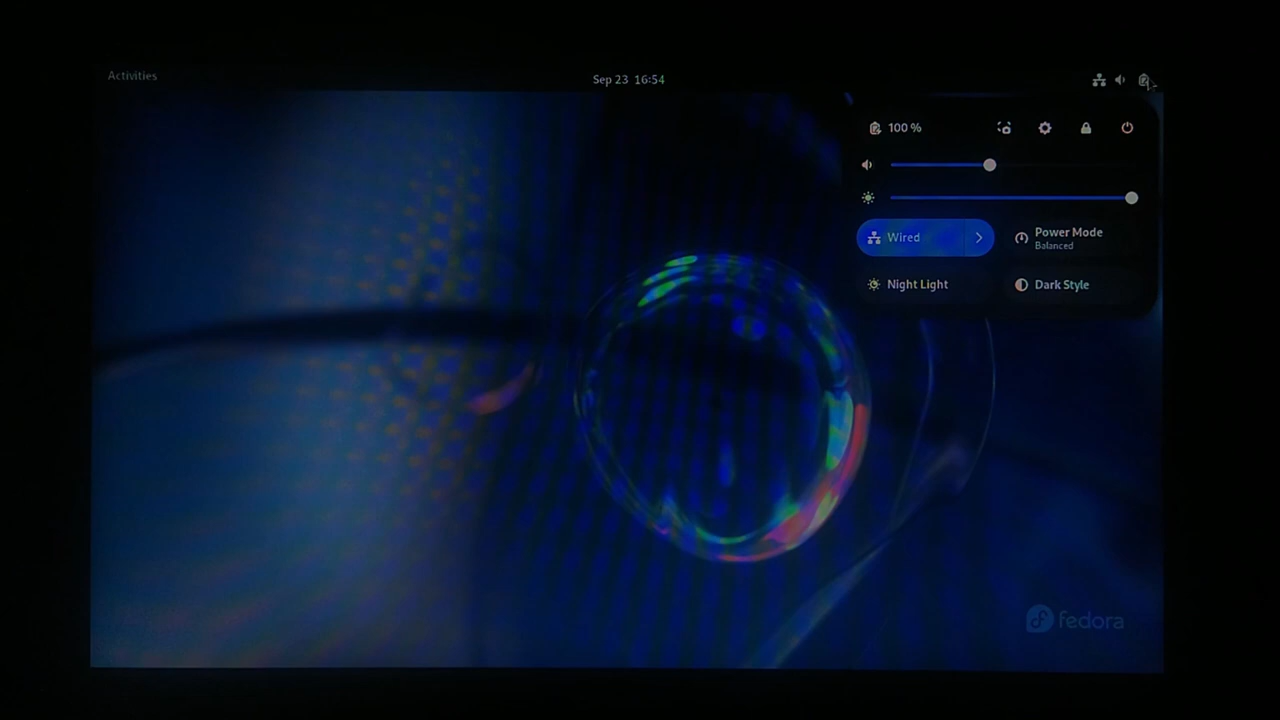 Activities
Sep 23 16:54
100 %
Wired
Power Mode
Balanced
Night Light
Dark Style
fedora